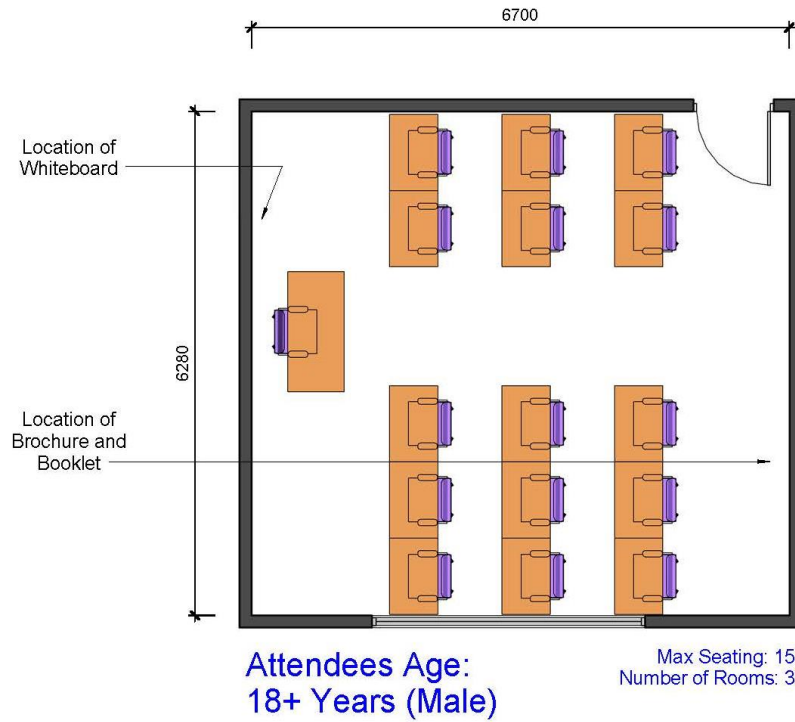 6700
Location of
Whiteboard
6280
Location of
Brochure and
Booklet
Attendees Age:
18+ Years (Male)
Max Seating: 15
Number of Rooms: 3